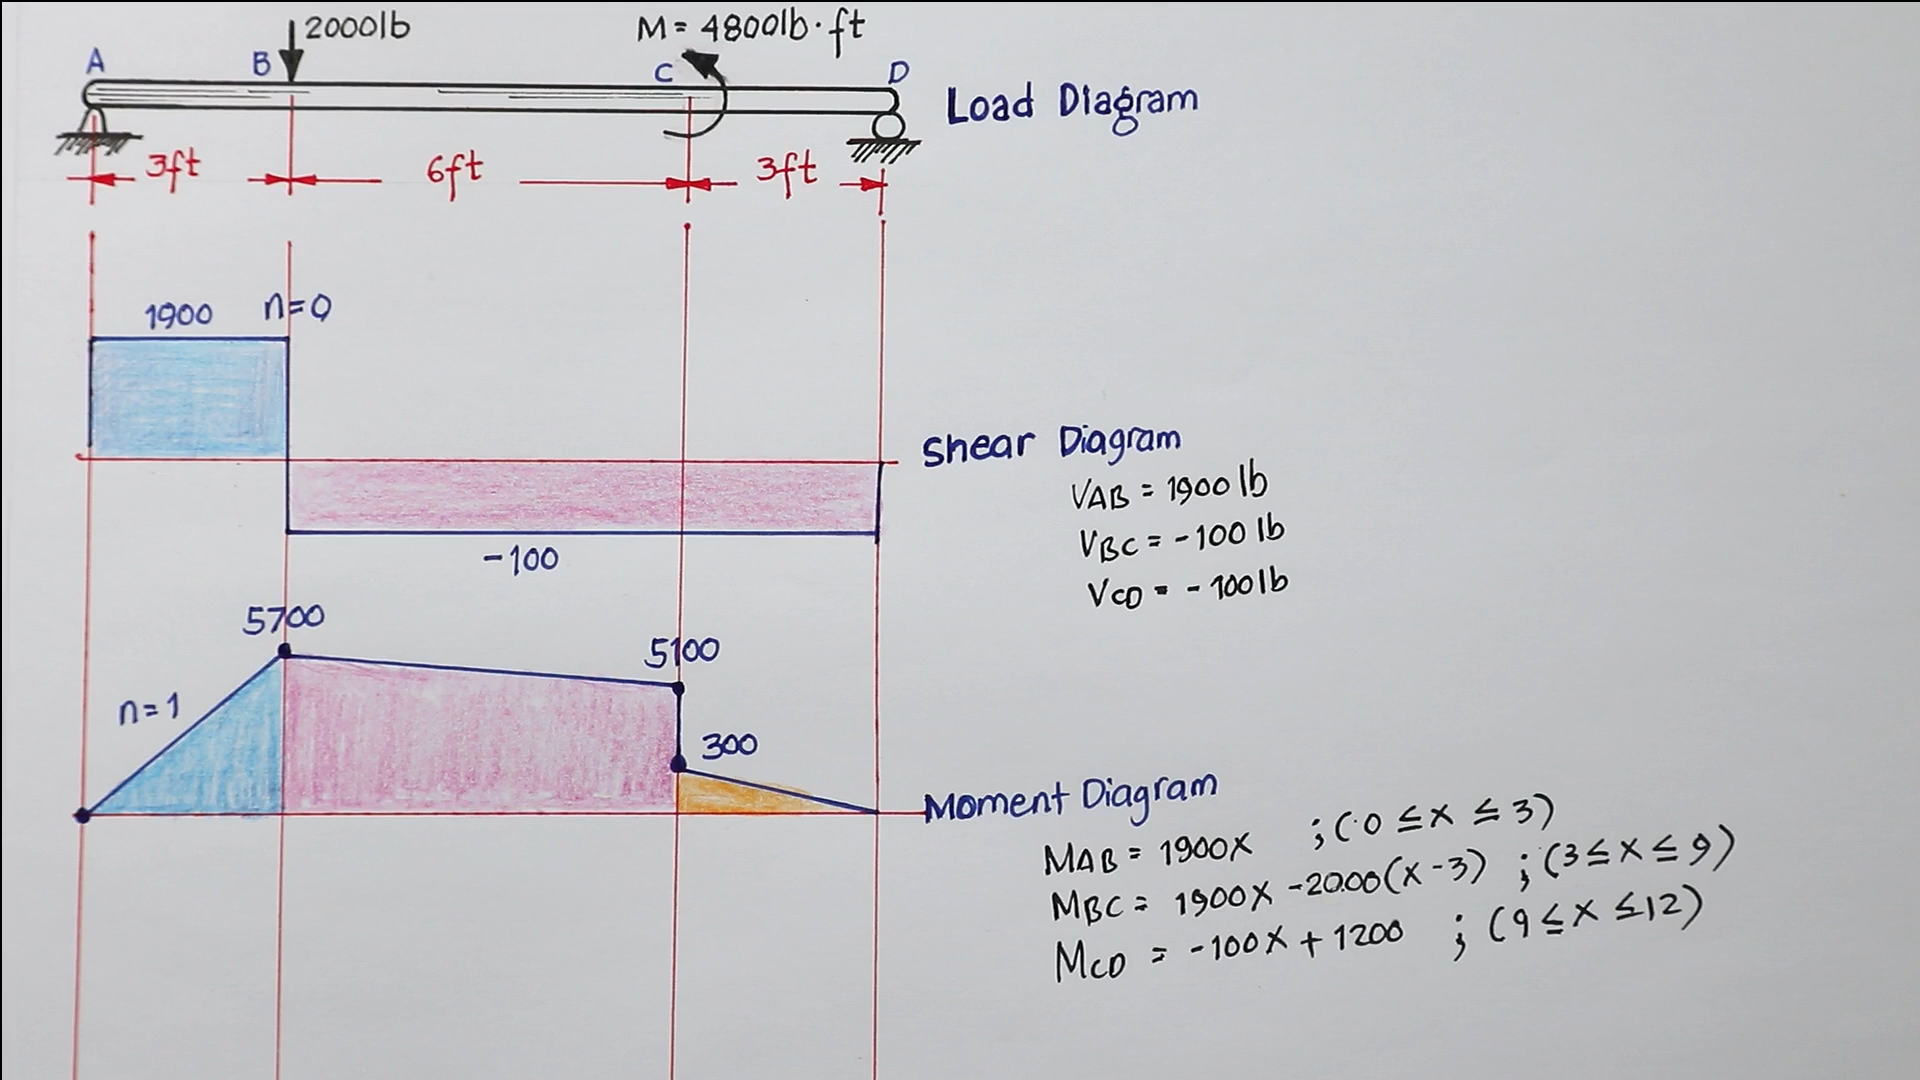 2000lb
M = 4800lb·ft
A
B
C
D
Load Diagram
3ft
6ft
3ft
1900
n=0
Shear Diagram
VAB = 1900 lb
VBC = -100 lb
VCD = -100 lb
-100
5700
5100
n=1
300
Moment Diagram
MAB = 1900x ; (0 ≤ x ≤ 3)
MBC = 1900x -2000(x-3) ; (3 ≤ x ≤ 9)
MCD = -100x + 1200 ; (9 ≤ x ≤ 12)